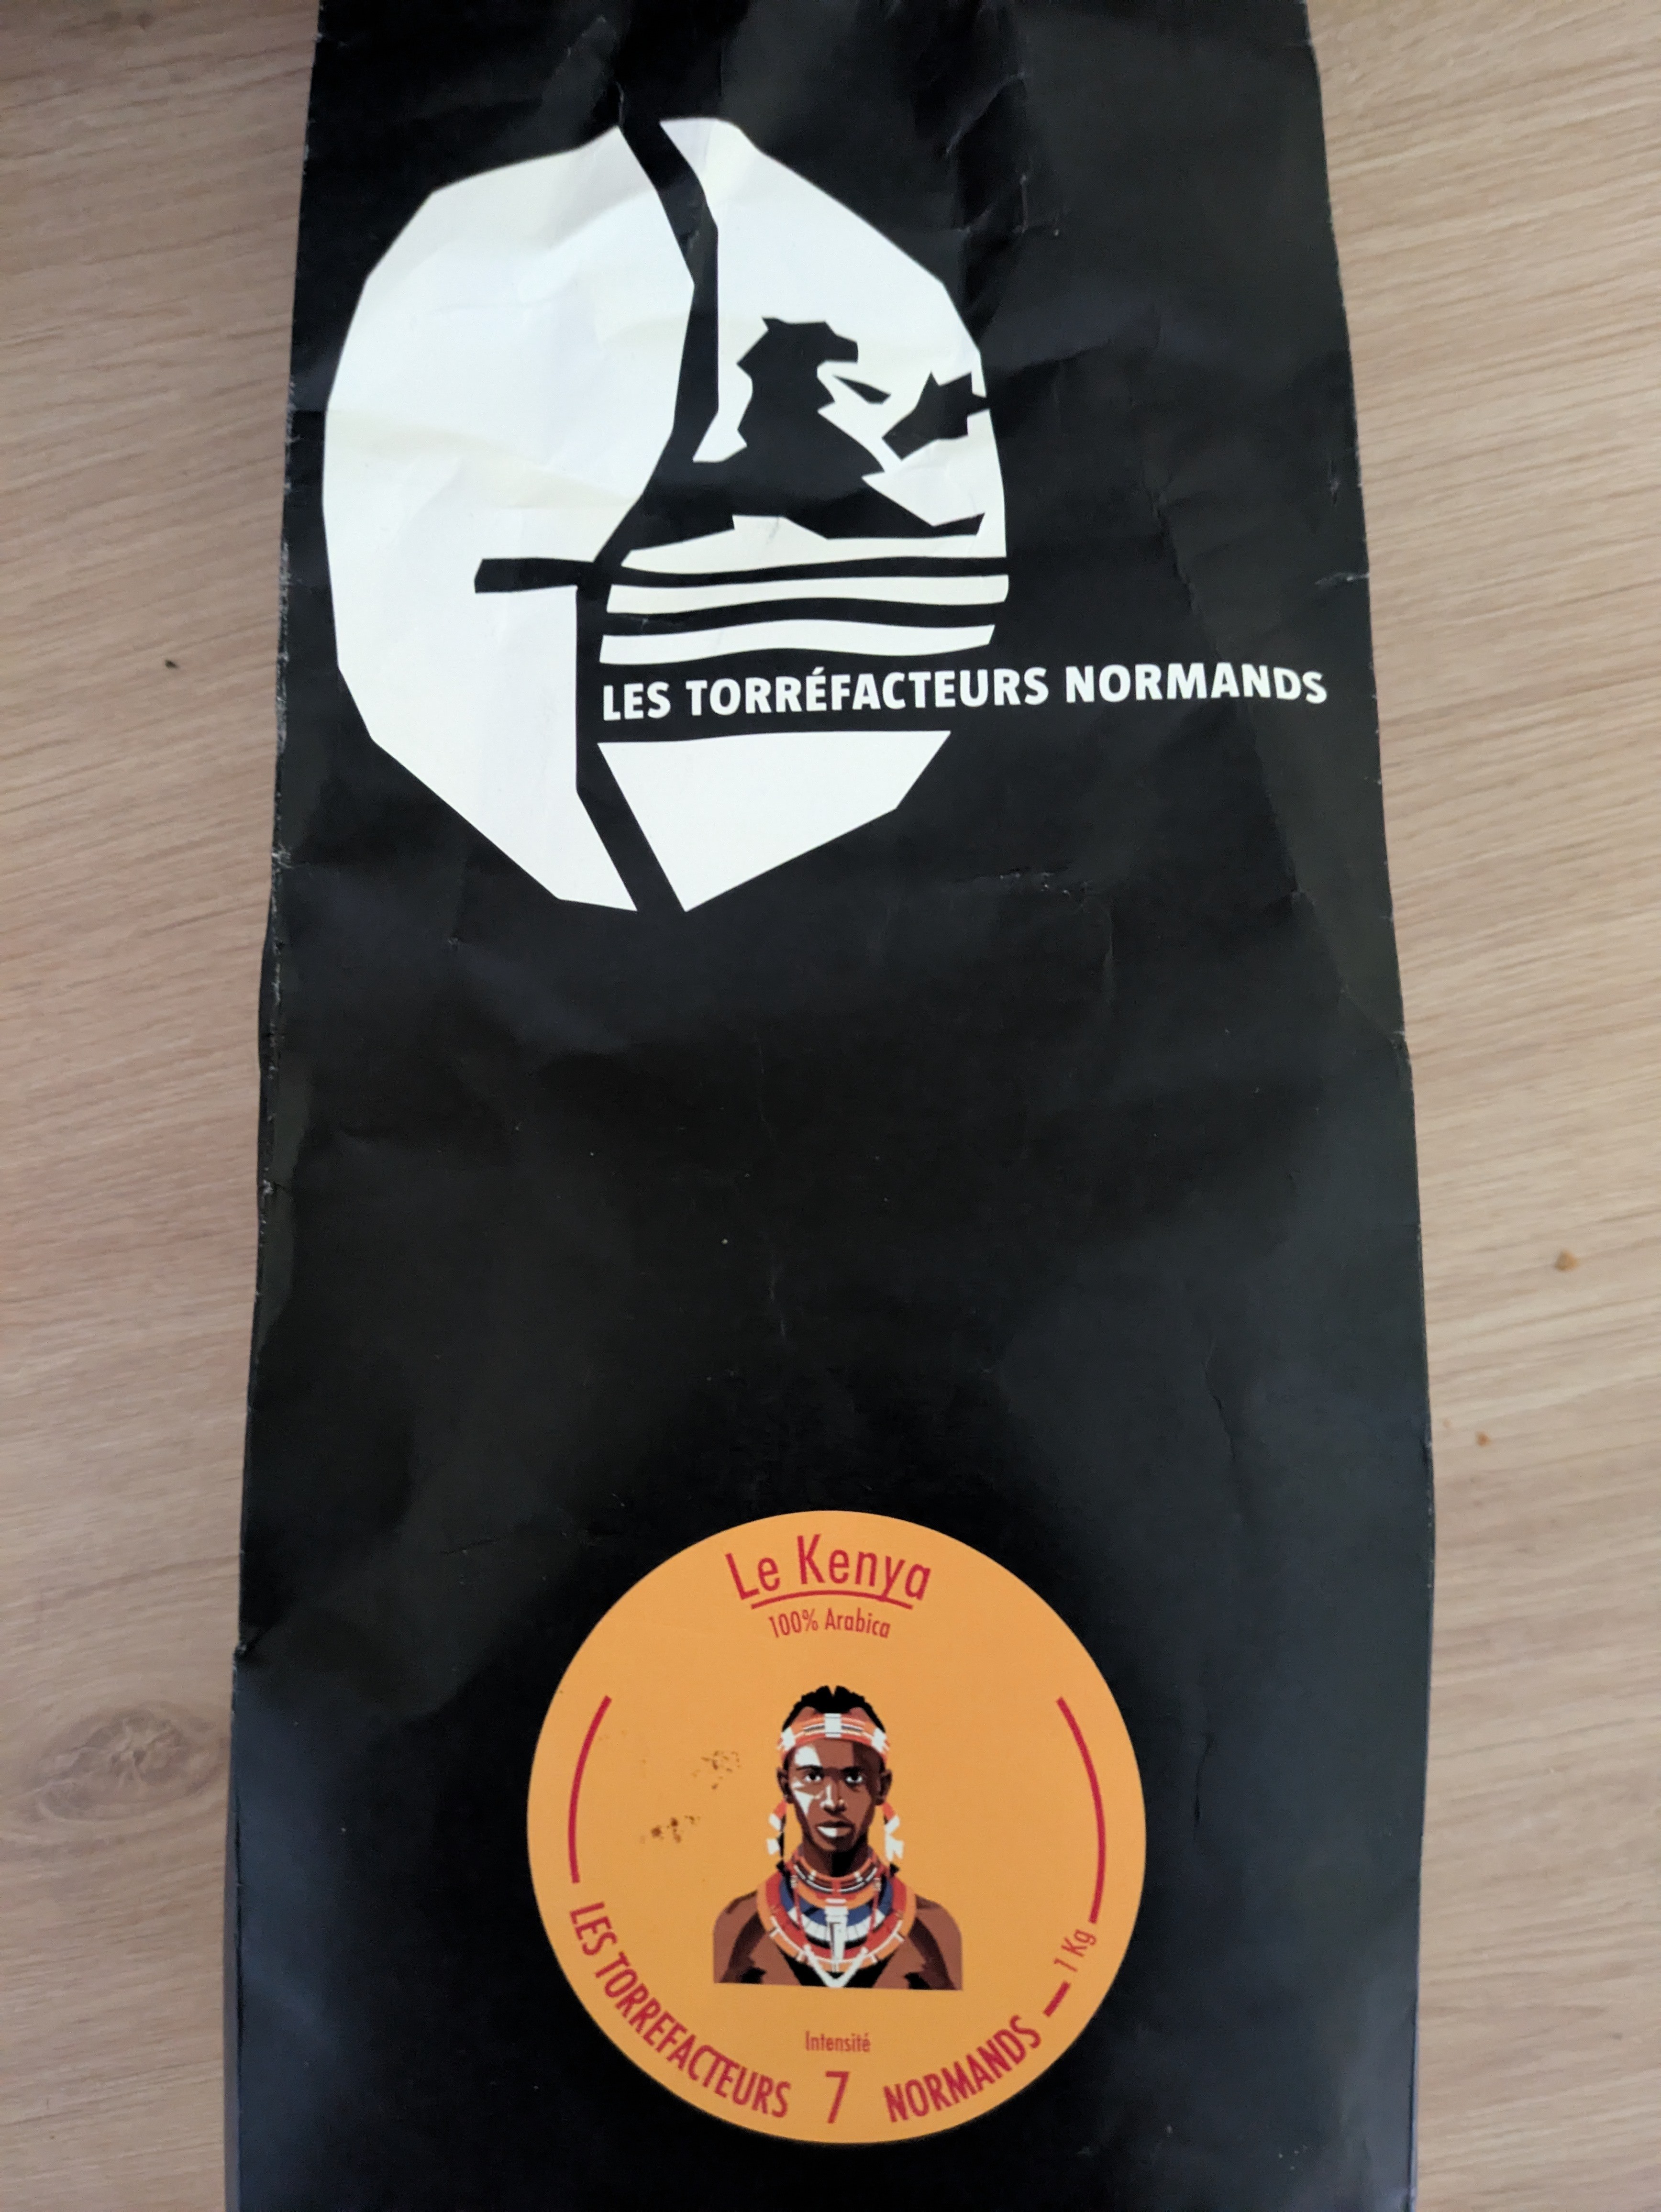 LES TORRÉFACTEURS NORMANDS
Le Kenya
100% Arabica
Intensité
7
LES TORREFACTEURS NORMANDS
1 Kg